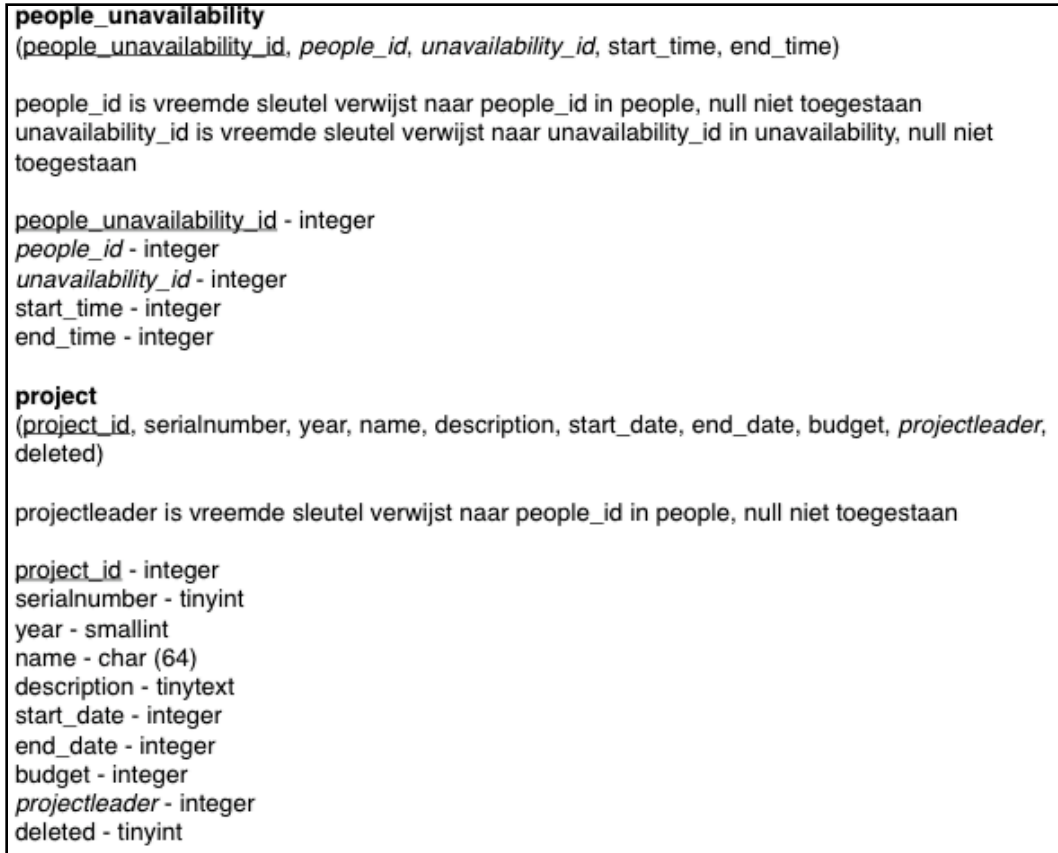 people_unavailability
(people_unavailability_id, people_id, unavailability_id, start_time, end_time)
people_id is vreemde sleutel verwijst naar people_id in people, null niet toegestaan
unavailability_id is vreemde sleutel verwijst naar unavailability_id in unavailability, null niet
toegestaan
people_unavailability_id - integer
people_id - integer
unavailability_id - integer
start_time - integer
end_time - integer
project
(project_id, serialnumber, year, name, description, start_date, end_date, budget, projectleader,
deleted)
projectleader is vreemde sleutel verwijst naar people_id in people, null niet toegestaan
project_id - integer
serialnumber - tinyint
year - smallint
name - char (64)
description - tinytext
start_date - integer
end_date - integer
budget - integer
projectleader - integer
deleted - tinyint